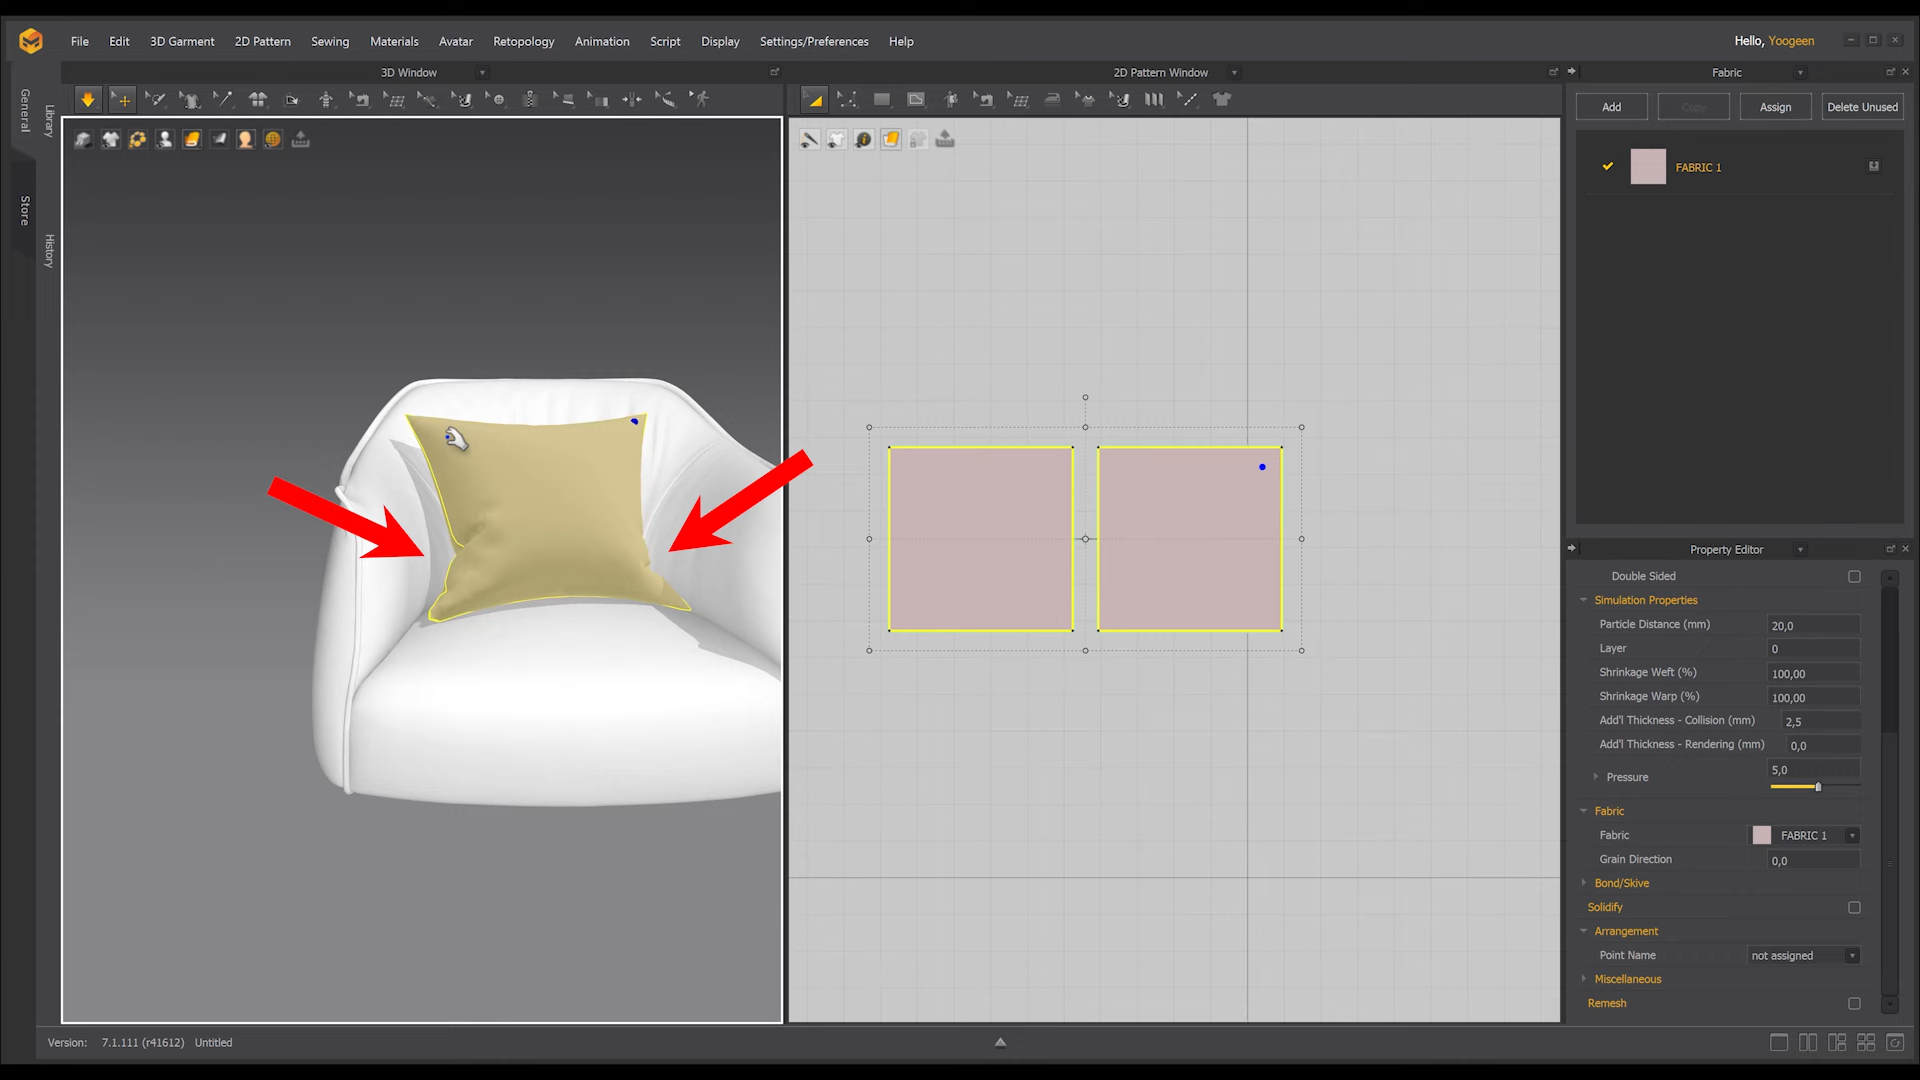 File Edit 3D Garment 2D Pattern Sewing Materials Avatar Retopology Animation Script Display Settings/Preferences Help
Hello, Yoogeen
3D Window
2D Pattern Window
Fabric
General
Library
Store
History
Add Copy Assign Delete Unused
FABRIC 1
Property Editor
Double Sided
Simulation Properties
Particle Distance (mm) 20,0
Layer 0
Shrinkage Weft (%) 100,00
Shrinkage Warp (%) 100,00
Add'l Thickness - Collision (mm) 2,5
Add'l Thickness - Rendering (mm) 0,0
Pressure 5,0
Fabric
Fabric FABRIC 1
Grain Direction 0,0
Bond/Skive
Solidify
Arrangement
Point Name not assigned
Miscellaneous
Remesh
Version: 7.1.111 (r41612) Untitled